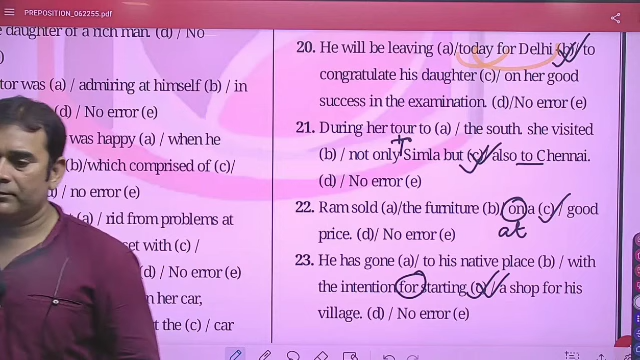 PREPOSITION_062255.pdf
e daughter of a rich man. (d) / No
)
tor was (a) / admiring at himself (b) / in
(d) / No error (e)
was happy (a) / when he
(b)/which comprised of (c)/
) / no error (e)
(a) / rid from problems at
set with (c) /
(d) / No error (e)
n her car,
t the (c) / car
20. He will be leaving (a)/today for Delhi (b)/ to
congratulate his daughter (c)/ on her good
success in the examination. (d)/No error (e)
21. During her tour to (a) / the south. she visited
(b) / not only Simla but (c)/ also to Chennai.
(d) / No error (e)
22. Ram sold (a)/the furniture (b) / on a (c) / good
at
price. (d)/ No error (e)
23. He has gone (a)/ to his native place (b) / with
the intention for starting (c) / a shop for his
village. (d) / No error (e)